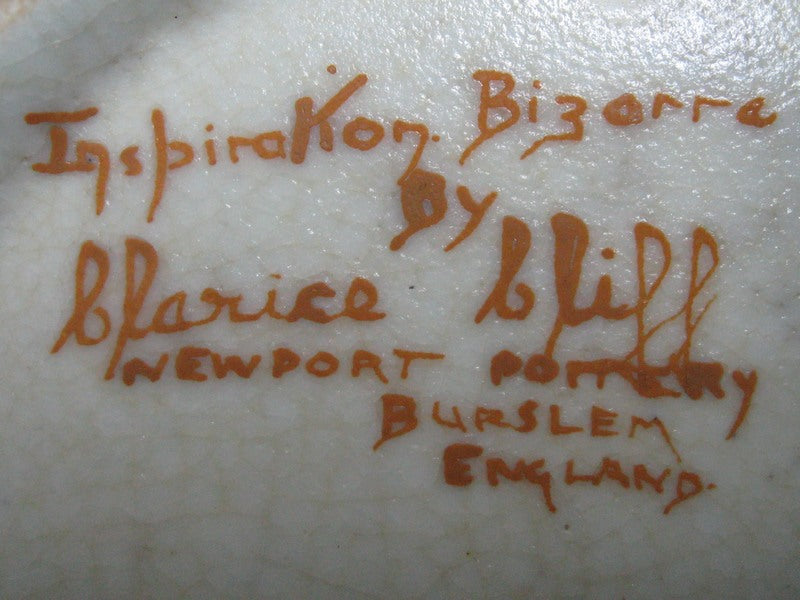 Inspiration. Bizarre
By
Clarice Cliff
NEWPORT POTTERY
BURSLEM
ENGLAND.